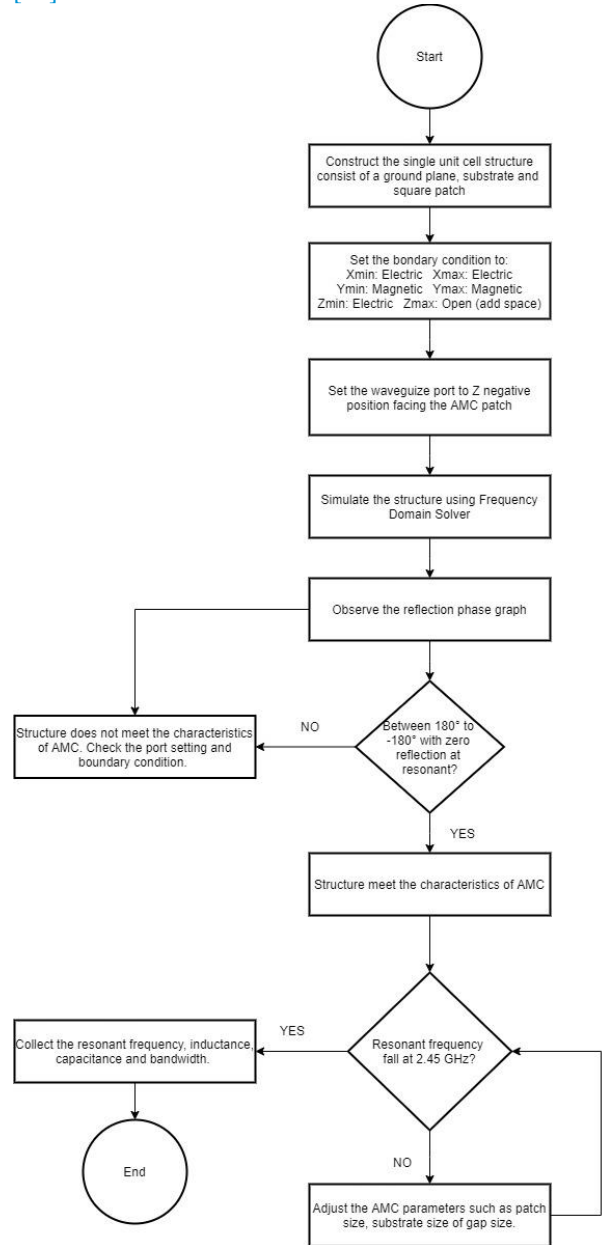 Start
Construct the single unit cell structure
consist of a ground plane, substrate and
square patch
Set the bondary condition to:
Xmin: Electric Xmax: Electric
Ymin: Magnetic Ymax: Magnetic
Zmin: Electric Zmax: Open (add space)
Set the waveguize port to Z negative
position facing the AMC patch
Simulate the structure using Frequency
Domain Solver
Observe the reflection phase graph
Structure does not meet the characteristics
of AMC. Check the port setting and
boundary condition.
NO
Between 180° to
-180° with zero
reflection at
resonant?
YES
Structure meet the characteristics of AMC
Collect the resonant frequency, inductance,
capacitance and bandwidth.
YES
Resonant frequency
fall at 2.45 GHz?
End
NO
Adjust the AMC parameters such as patch
size, substrate size of gap size.